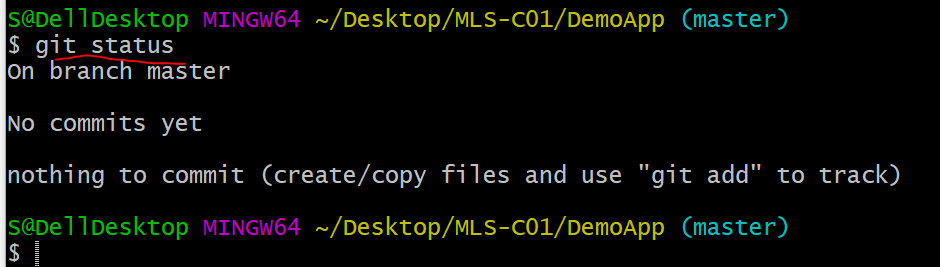 S@DellDesktop MINGW64 ~/Desktop/MLS-C01/DemoApp (master)
$ git status
On branch master
No commits yet
nothing to commit (create/copy files and use "git add" to track)
S@DellDesktop MINGW64 ~/Desktop/MLS-C01/DemoApp (master)
$